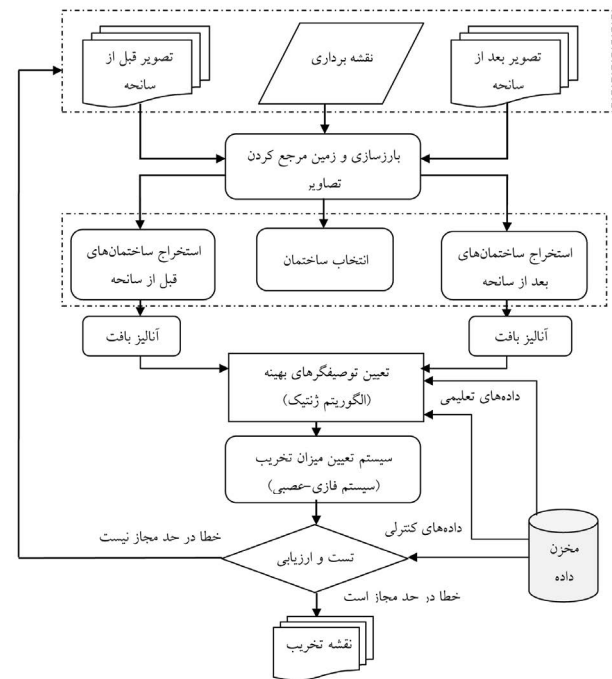 تصویر بعد از
سانحه
نقشه برداری
تصویر قبل از
سانحه
بارزسازی و زمین مرجع کردن
تصاویر
استخراج ساختمان‌های
بعد از سانحه
انتخاب ساختمان
استخراج ساختمان‌های
قبل از سانحه
آنالیز بافت
آنالیز بافت
تعیین توصیفگرهای بهینه
(الگوریتم ژنتیک)
داده‌های تعلیمی
سیستم تعیین میزان تخریب
(سیستم فازی-عصبی)
داده‌های کنترلی
خطا در حد مجاز نیست
مخزن
داده
تست و ارزیابی
خطا در حد مجاز است
نقشه تخریب